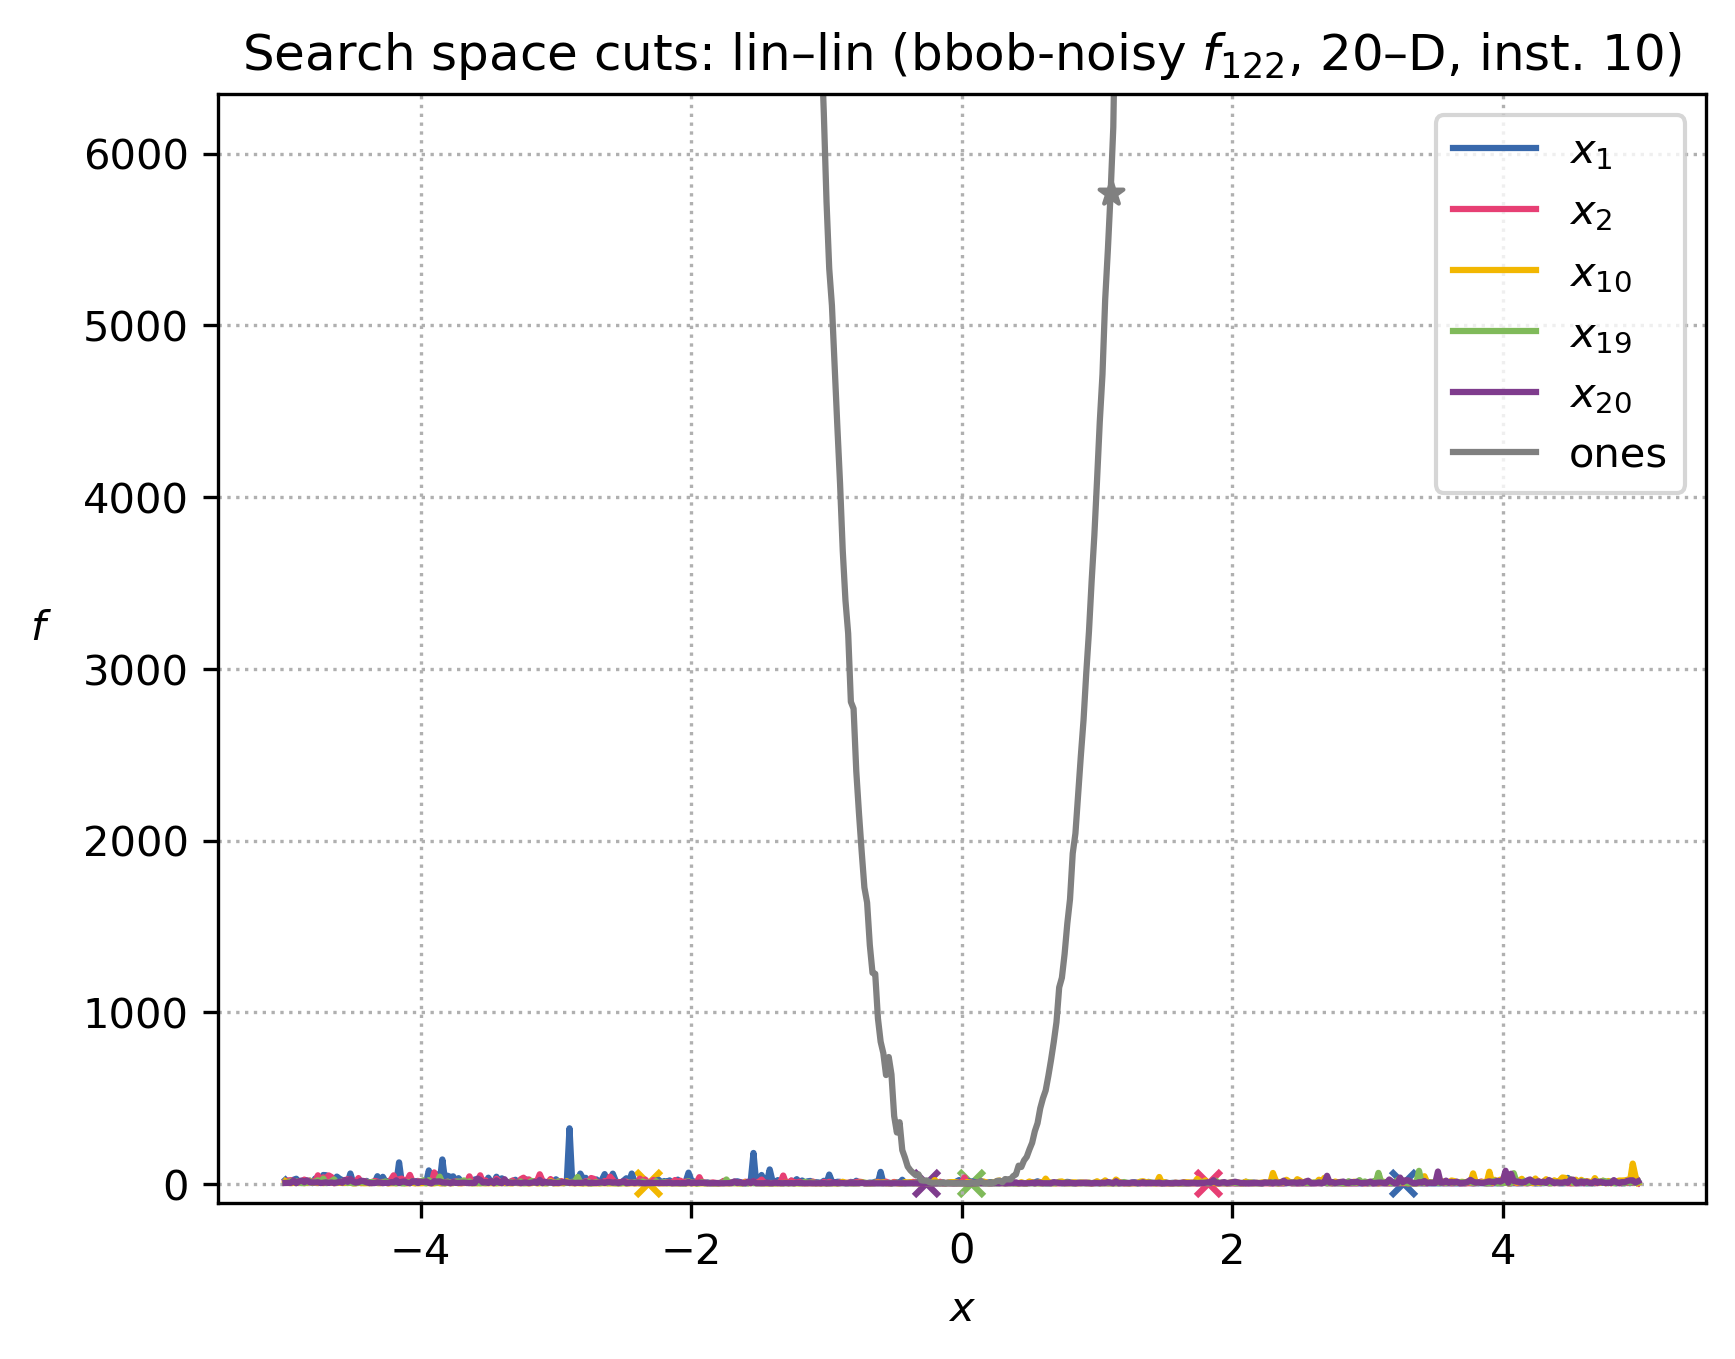 Search space cuts: lin–lin (bbob-noisy f122, 20–D, inst. 10)
6000
5000
4000
3000
2000
1000
0
f
−4
−2
0
2
4
x
x1
x2
x10
x19
x20
ones